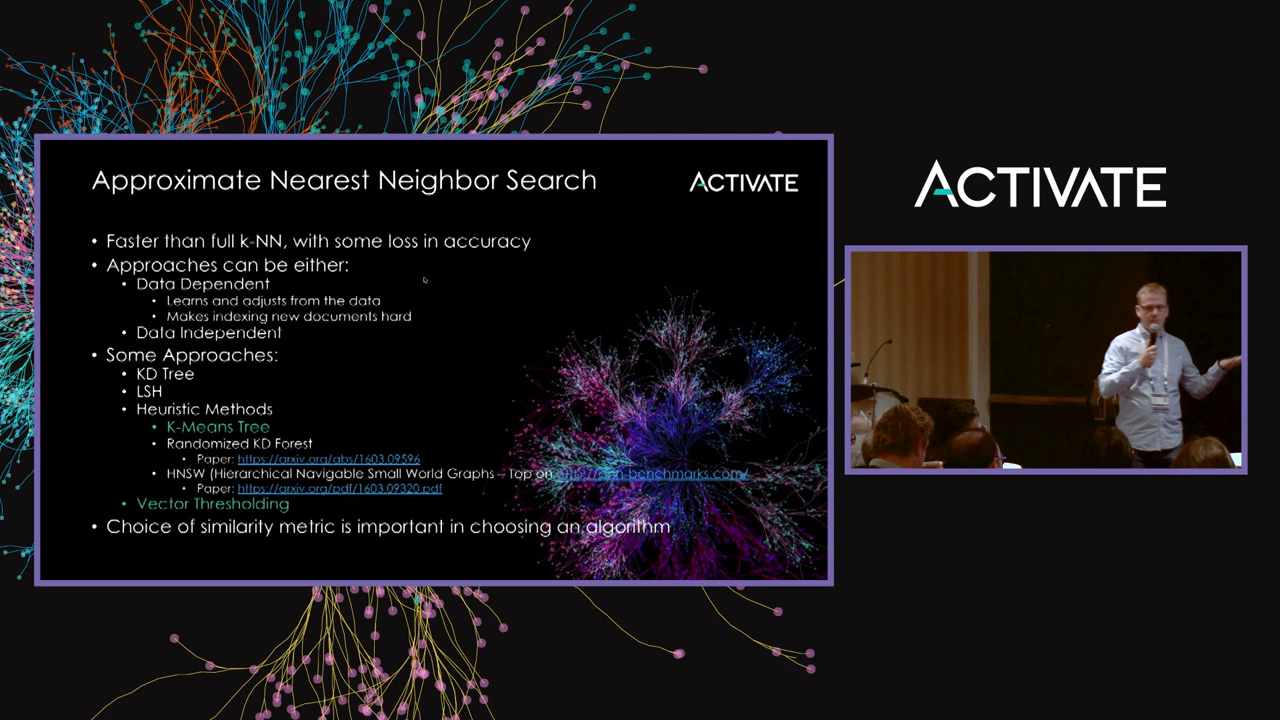 Approximate Nearest Neighbor Search
ACTIVATE
• Faster than full k-NN, with some loss in accuracy
• Approaches can be either:
• Data Dependent
• Learns and adjusts from the data
• Makes indexing new documents hard
• Data Independent
• Some Approaches:
• KD Tree
• LSH
• Heuristic Methods
• K-Means Tree
• Randomized KD Forest
• Paper: https://arxiv.org/abs/1603.09596
• HNSW (Hierarchical Navigable Small World Graphs - Top on http://ann-benchmarks.com/
• Paper: https://arxiv.org/pdf/1603.09320.pdf
• Vector Thresholding
• Choice of similarity metric is important in choosing an algorithm
ACTIVATE